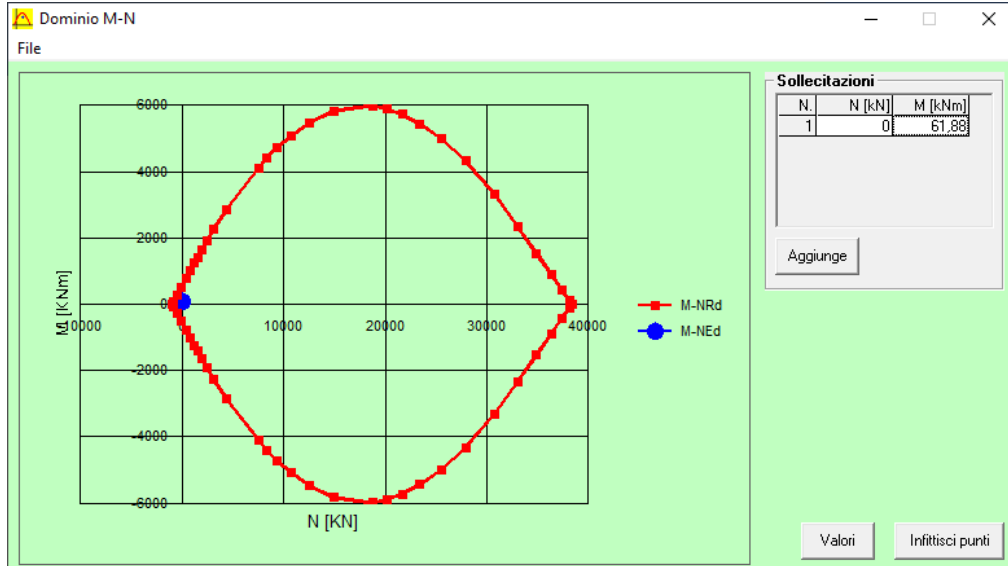 Dominio M-N
File
6000
4000
2000
0
-2000
-4000
-6000
-10000 0 10000 20000 30000 40000
M [KNm]
N [KN]
M-NRd
M-NEd
Sollecitazioni
N. N [kN] M [kNm]
1 0 61,88
Aggiunge
Valori
Infittisci punti